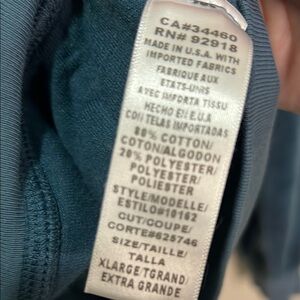 CA#34460
RN# 92918
MADE IN U.S.A. WITH
IMPORTED FABRICS
FABRIQUE AUX
ETATS-UNIS
AVEC IMPORTA TISSU
HECHO EN E.U.A
CON TELAS IMPORTADAS
80% COTTON/
COTON/ALGODON
20% POLYESTER/
POLYESTER/
POLIESTER
STYLE/MODELLE/
ESTILO#10162
CUT/COUPE/
CORTE#625746
SIZE/TAILLE/
TALLA
XLARGE/TGRAND/
EXTRA GRANDE